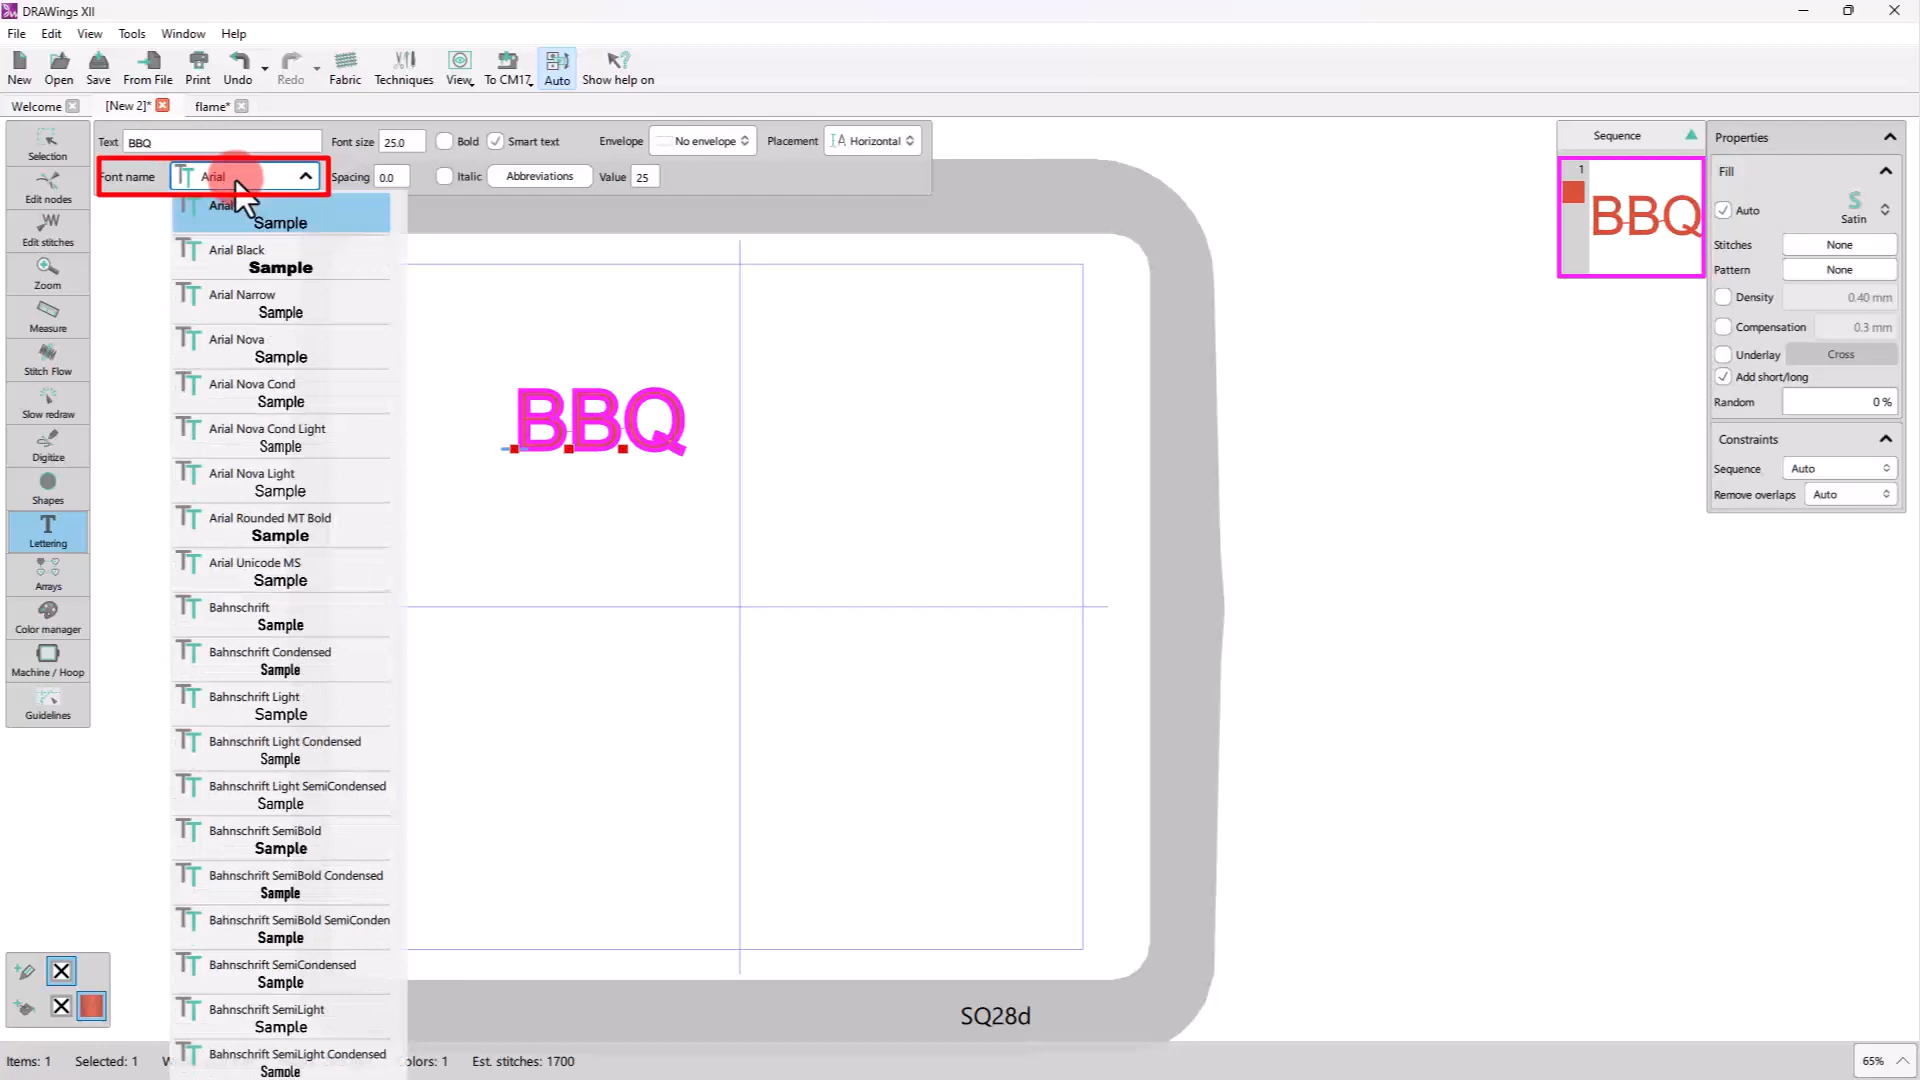 DRAWings XII
File Edit View Tools Window Help
New Open Save From File Print Undo Redo Fabric Techniques View To CM17 Auto Show help on
Welcome [New 2]* flame*
Text BBQ Font size 25.0 Bold Smart text Envelope No envelope Placement Horizontal
Font name Arial Spacing 0.0 Italic Abbreviations Value 25
Selection
Edit nodes
Edit stitches
Zoom
Measure
Stitch Flow
Slow redraw
Digitize
Shapes
Lettering
Arrays
Color manager
Machine / Hoop
Guidelines
Arial
Sample
Arial Black
Sample
Arial Narrow
Sample
Arial Nova
Sample
Arial Nova Cond
Sample
Arial Nova Cond Light
Sample
Arial Nova Light
Sample
Arial Rounded MT Bold
Sample
Arial Unicode MS
Sample
Bahnschrift
Sample
Bahnschrift Condensed
Sample
Bahnschrift Light
Sample
Bahnschrift Light Condensed
Sample
Bahnschrift Light SemiCondensed
Sample
Bahnschrift SemiBold
Sample
Bahnschrift SemiBold Condensed
Sample
Bahnschrift SemiBold SemiConden
Sample
Bahnschrift SemiCondensed
Sample
Bahnschrift SemiLight
Sample
Bahnschrift SemiLight Condensed
Sample
BBQ
SQ28d
Sequence
1
BBQ
Properties
Fill
Auto Satin
Stitches None
Pattern None
Density 0.40 mm
Compensation 0.3 mm
Underlay Cross
Add short/long
Random 0 %
Constraints
Sequence Auto
Remove overlaps Auto
Items: 1 Selected: 1 W olors: 1 Est. stitches: 1700
65%